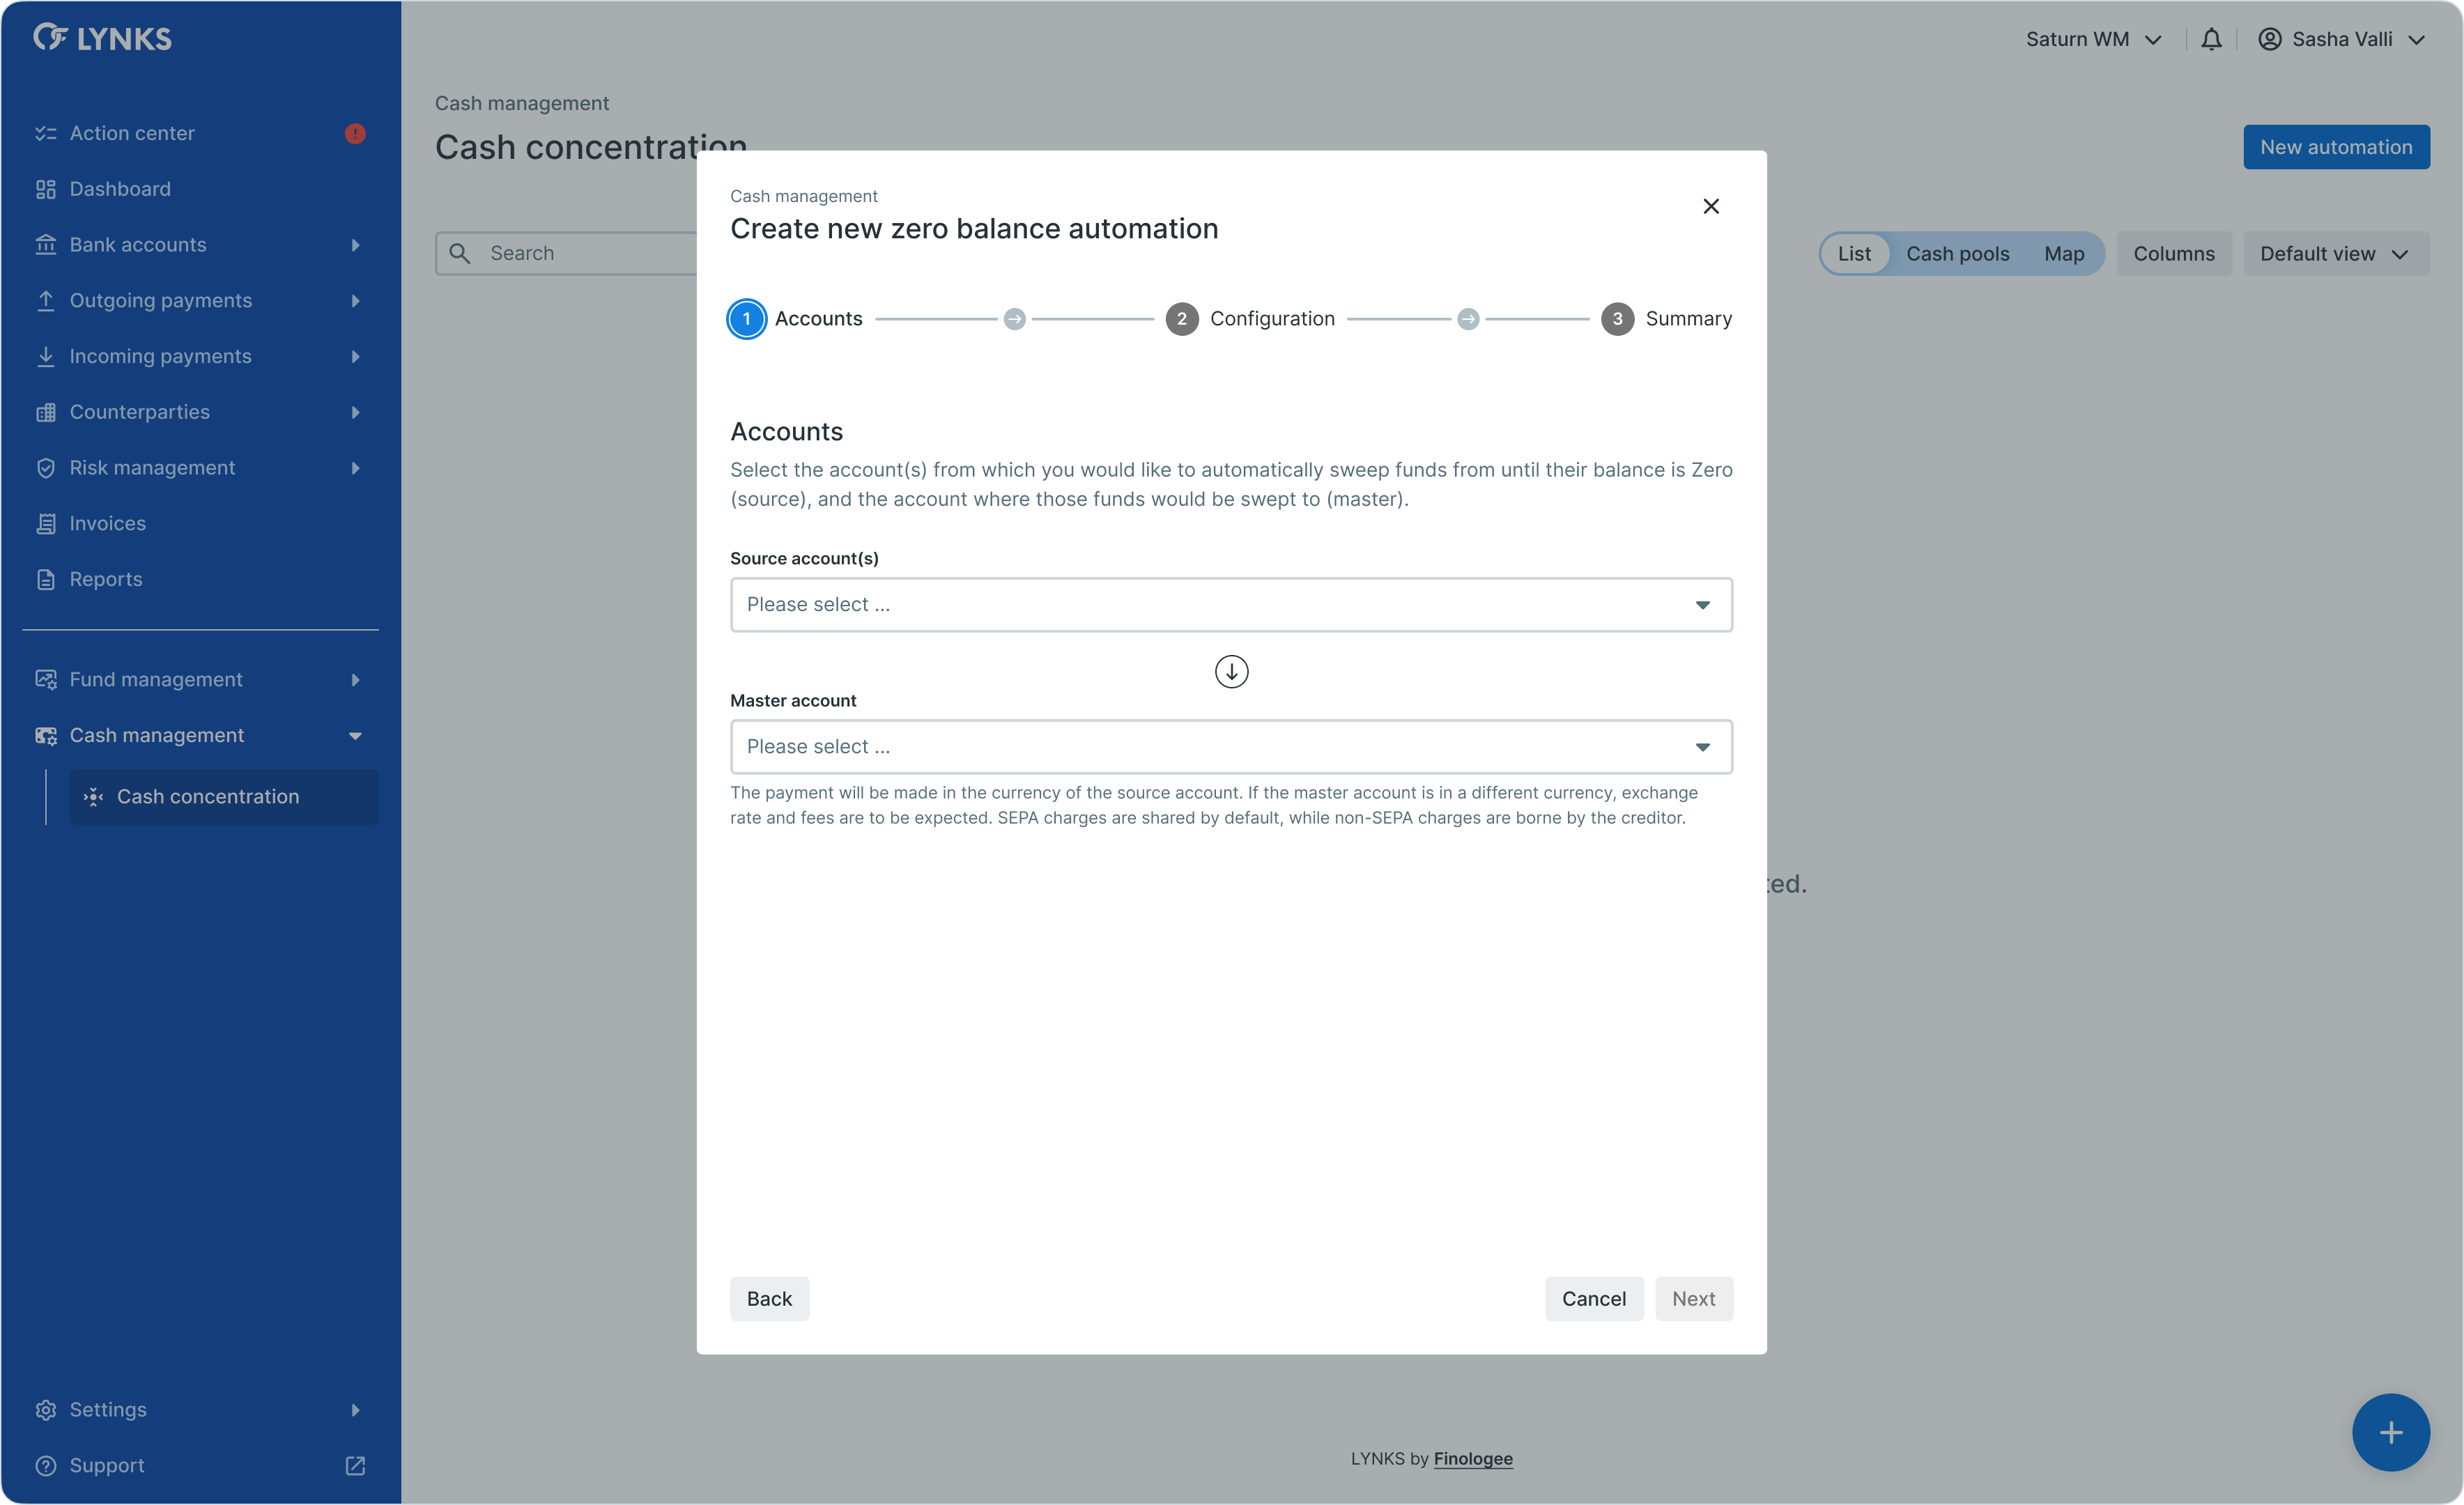 LYNKS
Action center
Dashboard
Bank accounts
Outgoing payments
Incoming payments
Counterparties
Risk management
Invoices
Reports
Fund management
Cash management
Cash concentration
Settings
Support
Saturn WM
Sasha Valli
Cash management
Cash concentration
New automation
Search
List
Cash pools
Map
Columns
Default view
Cash management
Create new zero balance automation
1 Accounts
2 Configuration
3 Summary
Accounts
Select the account(s) from which you would like to automatically sweep funds from until their balance is Zero
(source), and the account where those funds would be swept to (master).
Source account(s)
Please select ...
Master account
Please select ...
The payment will be made in the currency of the source account. If the master account is in a different currency, exchange
rate and fees are to be expected. SEPA charges are shared by default, while non-SEPA charges are borne by the creditor.
Back
Cancel
Next
LYNKS by Finologee